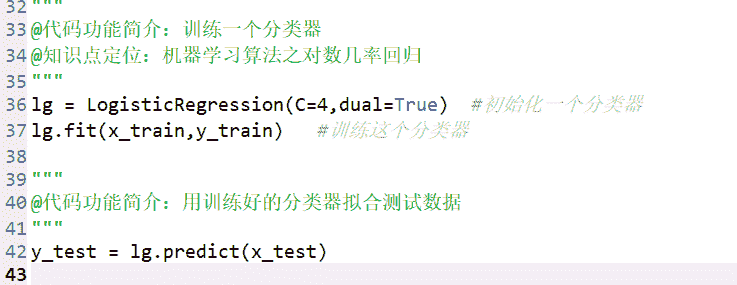 32 """
33 @代码功能简介：训练一个分类器
34 @知识点定位：机器学习算法之对数几率回归
35 """
36 lg = LogisticRegression(C=4,dual=True)  #初始化一个分类器
37 lg.fit(x_train,y_train)   #训练这个分类器
38
39 """
40 @代码功能简介：用训练好的分类器拟合测试数据
41 """
42 y_test = lg.predict(x_test)
43